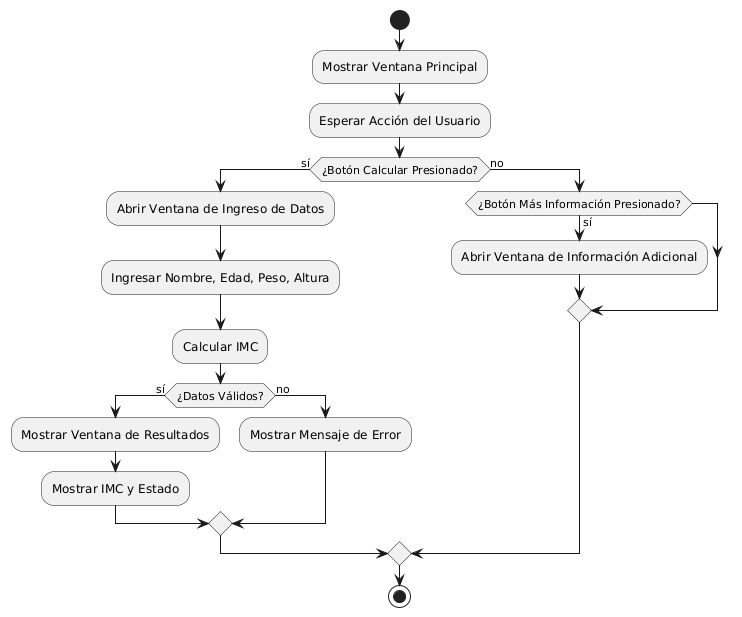 Mostrar Ventana Principal
Esperar Acción del Usuario
sí
¿Botón Calcular Presionado?
no
Abrir Ventana de Ingreso de Datos
Ingresar Nombre, Edad, Peso, Altura
Calcular IMC
sí
¿Datos Válidos?
no
Mostrar Ventana de Resultados
Mostrar IMC y Estado
Mostrar Mensaje de Error
¿Botón Más Información Presionado?
sí
Abrir Ventana de Información Adicional